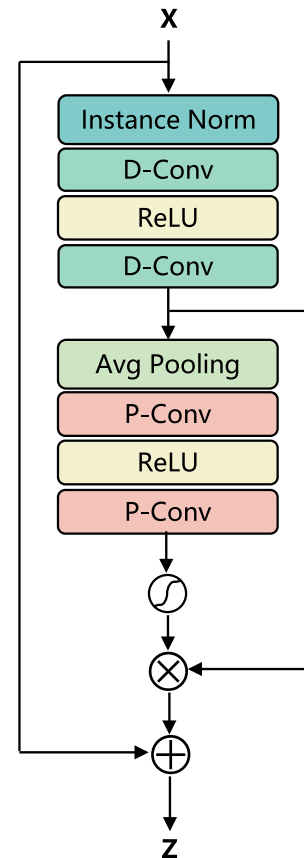 X
Instance Norm
D-Conv
ReLU
D-Conv
Avg Pooling
P-Conv
ReLU
P-Conv
Z